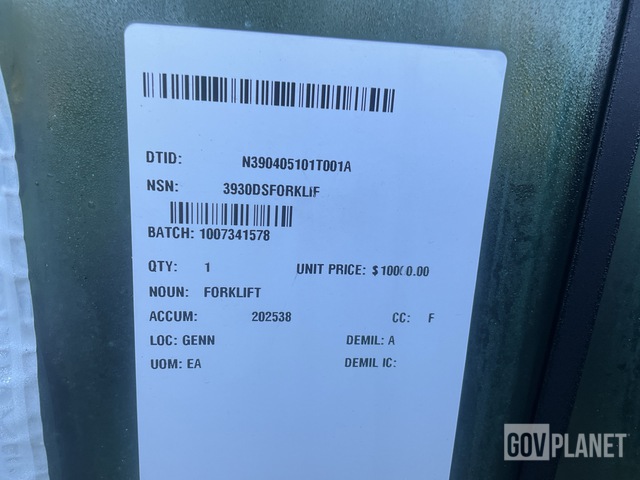 DTID: N390405101T001A
NSN: 3930DSFORKLIF
BATCH: 1007341578
QTY: 1 UNIT PRICE:
NOUN: FORKLIFT
ACCUM: 202538 CC: F
LOC: GENN DEMIL: A
UOM: EA DEMIL IC:
GOVPLANET